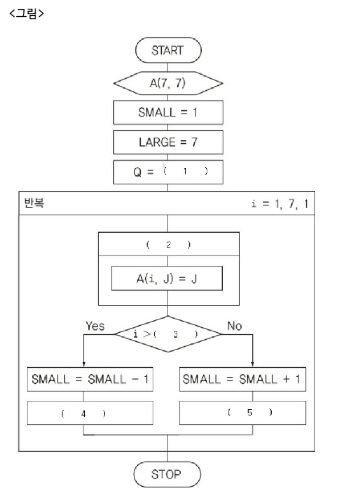 <그림>
START
A(7, 7)
SMALL = 1
LARGE = 7
Q = ( 1 )
반복 i = 1, 7, 1
( 2 )
A(i, J) = J
Yes i >( 3 ) No
SMALL = SMALL - 1 SMALL = SMALL + 1
( 4 ) ( 5 )
STOP